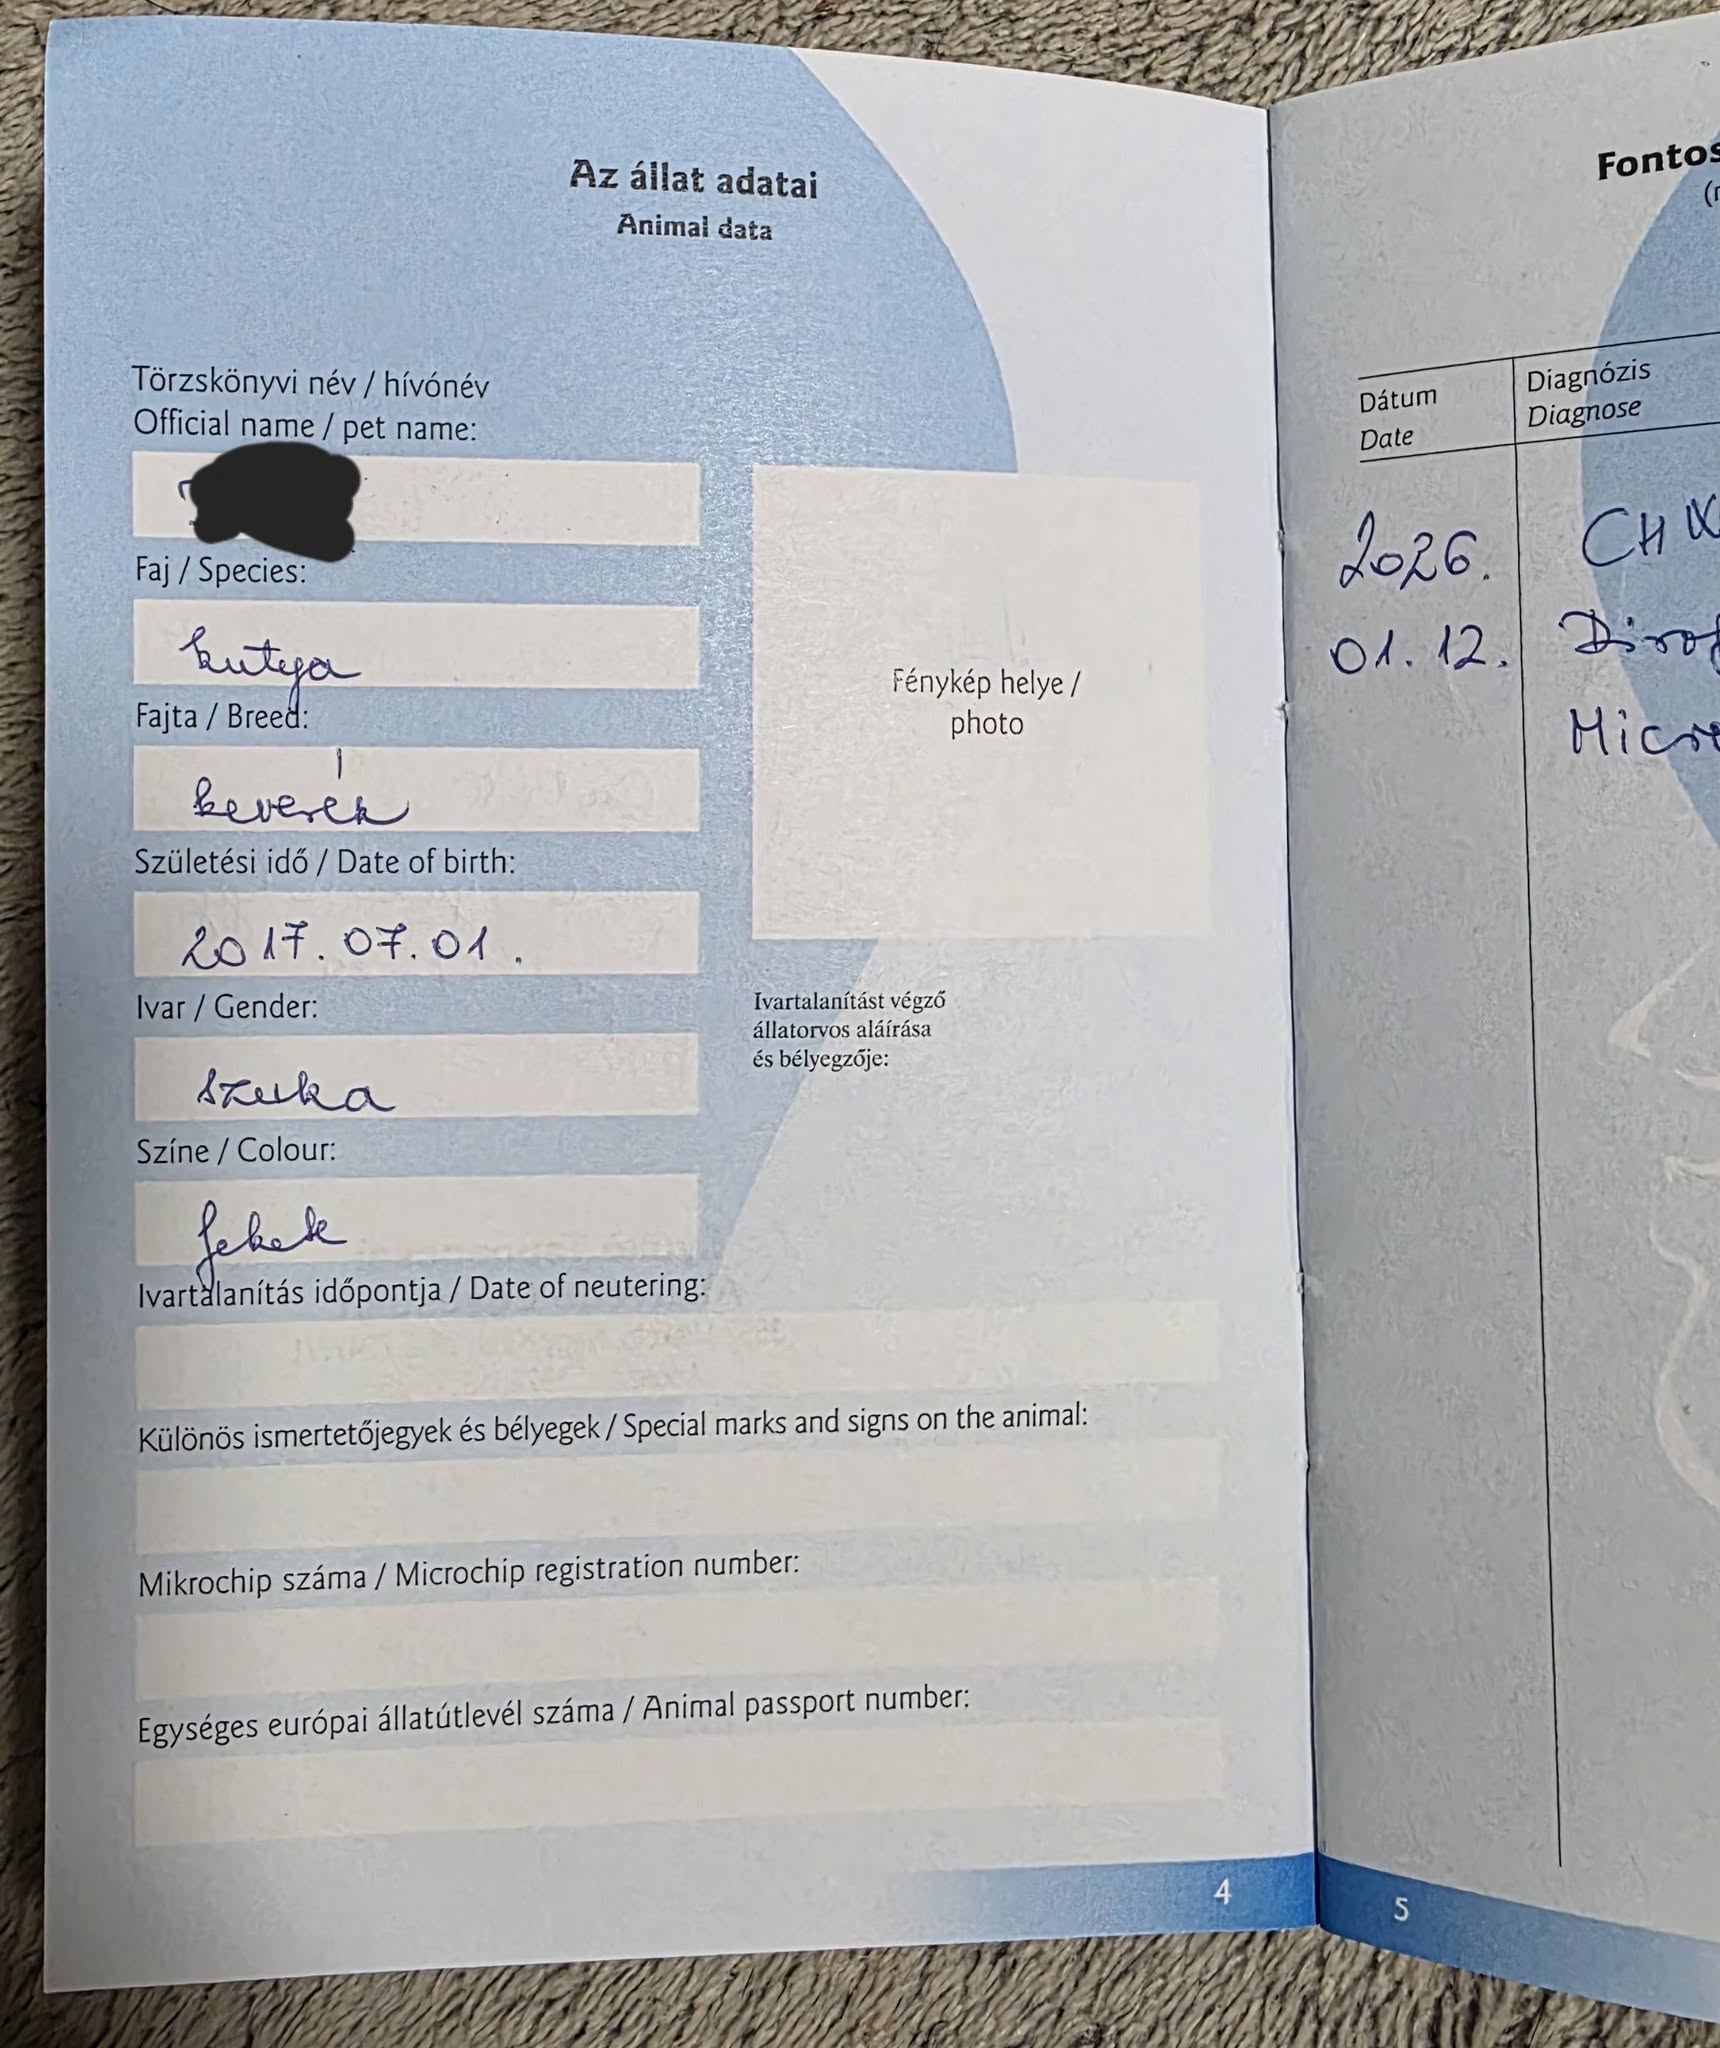 Az állat adatai
Animal data
Törzskönyvi név / hívónév
Official name / pet name:
Faj / Species:
kutya
Fajta / Breed:
keverék
Születési idő / Date of birth:
2017.07.01.
Ivar / Gender:
szuka
Színe / Colour:
fekete
Fénykép helye /
photo
Ivartalanítást végző
állatorvos aláírása
és bélyegzője:
Ivartalanítás időpontja / Date of neutering:
Különös ismertetőjegyek és bélyegek / Special marks and signs on the animal:
Mikrochip száma / Microchip registration number:
Egységes európai állatútlevél száma / Animal passport number:
4
Fontos
Dátum
Date
Diagnózis
Diagnose
2026.
01.12.
5